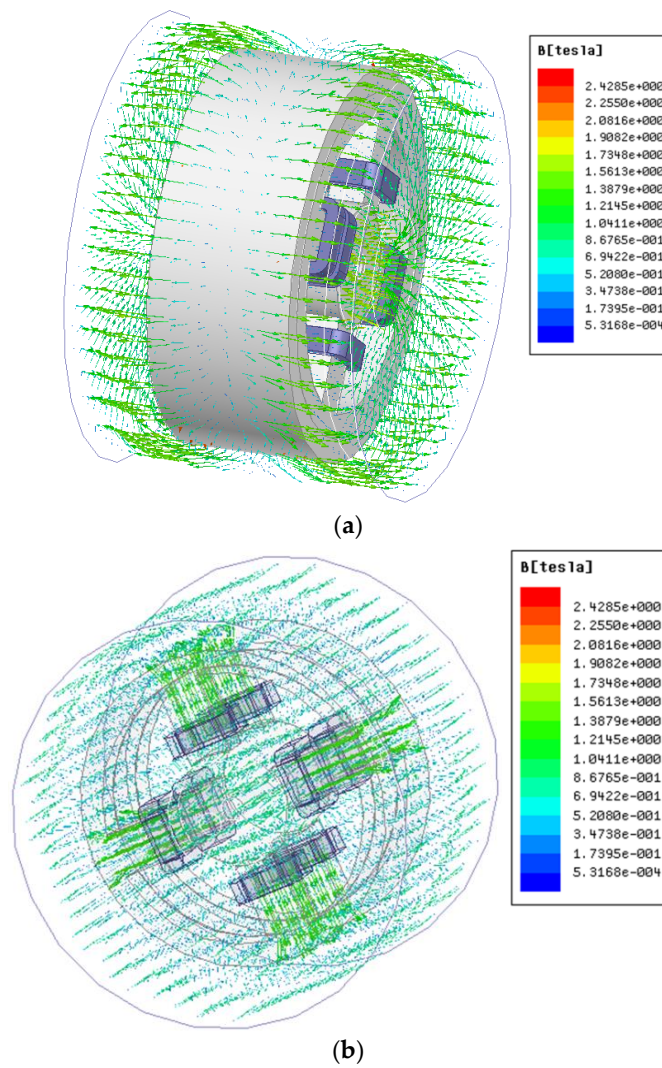 B[tesla]
2.4285e+000
2.2550e+000
2.0816e+000
1.9082e+000
1.7348e+000
1.5613e+000
1.3879e+000
1.2145e+000
1.0411e+000
8.6765e-001
6.9422e-001
5.2080e-001
3.4738e-001
1.7395e-001
5.3168e-004
(a)
B[tesla]
2.4285e+000
2.2550e+000
2.0816e+000
1.9082e+000
1.7348e+000
1.5613e+000
1.3879e+000
1.2145e+000
1.0411e+000
8.6765e-001
6.9422e-001
5.2080e-001
3.4738e-001
1.7395e-001
5.3168e-004
(b)